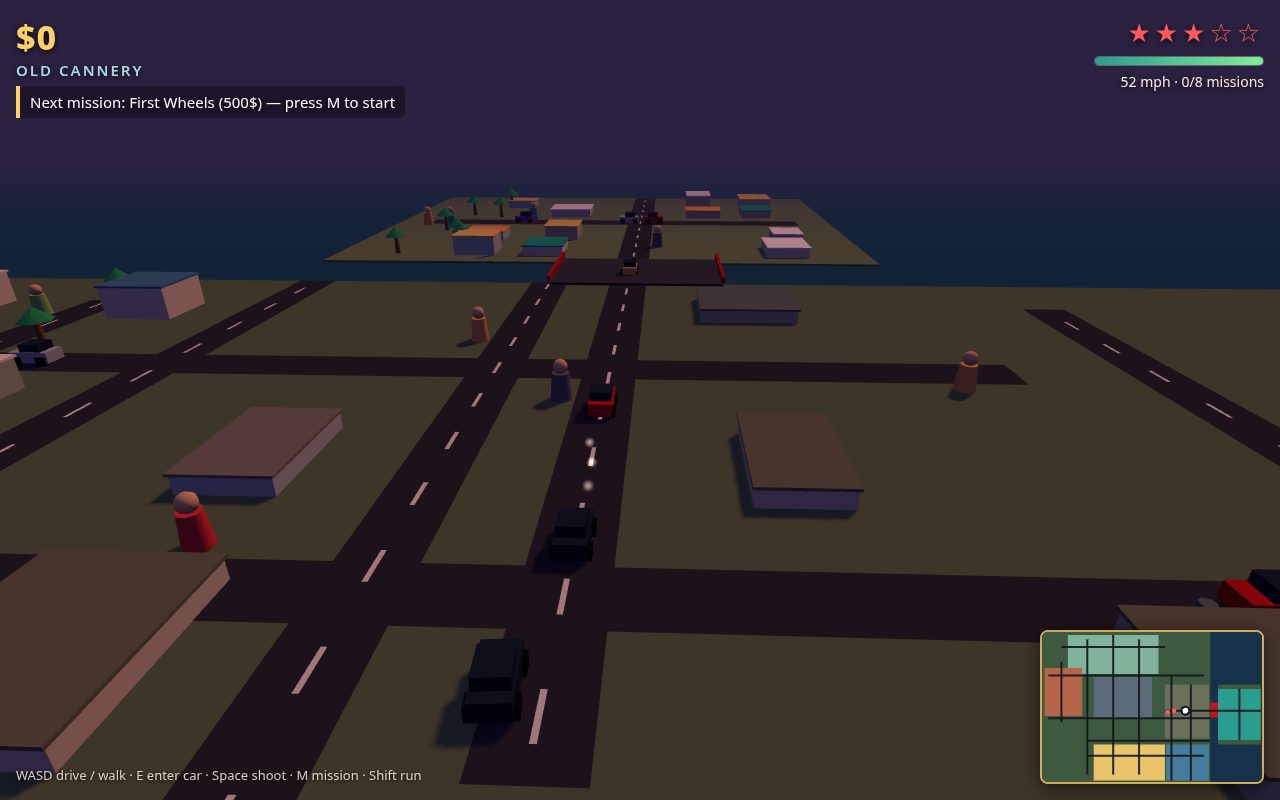 $0
OLD CANNERY
Next mission: First Wheels (500$) — press M to start
★★★☆☆
52 mph · 0/8 missions
WASD drive / walk · E enter car · Space shoot · M mission · Shift run